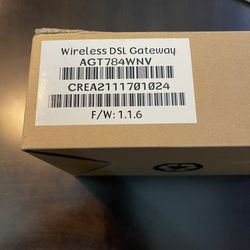 Wireless DSL Gateway
AGT784WNV
CREA2111701024
F/W: 1.1.6